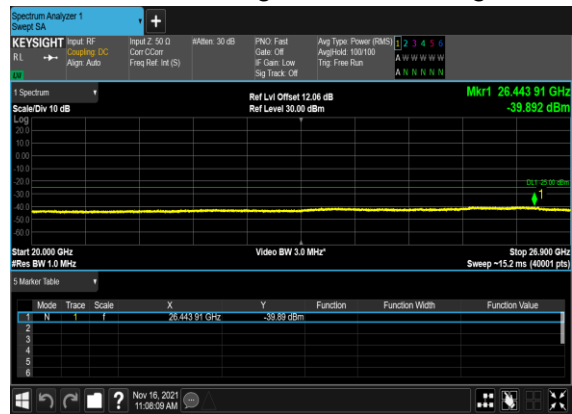 Spectrum Analyzer 1
Swept SA
+
KEYSIGHT Input: RF Input Z: 50 Ω #Atten: 30 dB PNO: Fast Avg Type: Power (RMS) 1 2 3 4 5 6
RL Coupling: DC Corr CCorr Gate: Off Avg|Hold: 100/100 A W W W W W
Align: Auto Freq Ref: Int (S) IF Gain: Low Trig: Free Run
Sig Track: Off A N N N N N
1 Spectrum Ref Lvl Offset 12.06 dB Mkr1 26.443 91 GHz
Scale/Div 10 dB Ref Level 30.00 dBm -39.892 dBm
Log
20.0
10.0
0.00
-10.0
-20.0
DL1 -25.00 dBm
-30.0
1
-40.0
-50.0
-60.0
Start 20.000 GHz Video BW 3.0 MHz* Stop 26.900 GHz
#Res BW 1.0 MHz Sweep ~15.2 ms (40001 pts)
5 Marker Table
Mode Trace Scale X Y Function Function Width Function Value
1 N 1 f 26.443 91 GHz -39.89 dBm
2
3
4
5
6
? Nov 16, 2021
11:08:09 AM